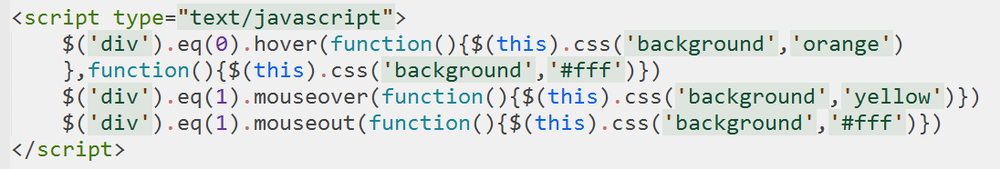 <script type="text/javascript">
$('div').eq(0).hover(function(){$(this).css('background','orange')
},function(){$(this).css('background','#fff')})
$('div').eq(1).mouseover(function(){$(this).css('background','yellow')})
$('div').eq(1).mouseout(function(){$(this).css('background','#fff')})
</script>